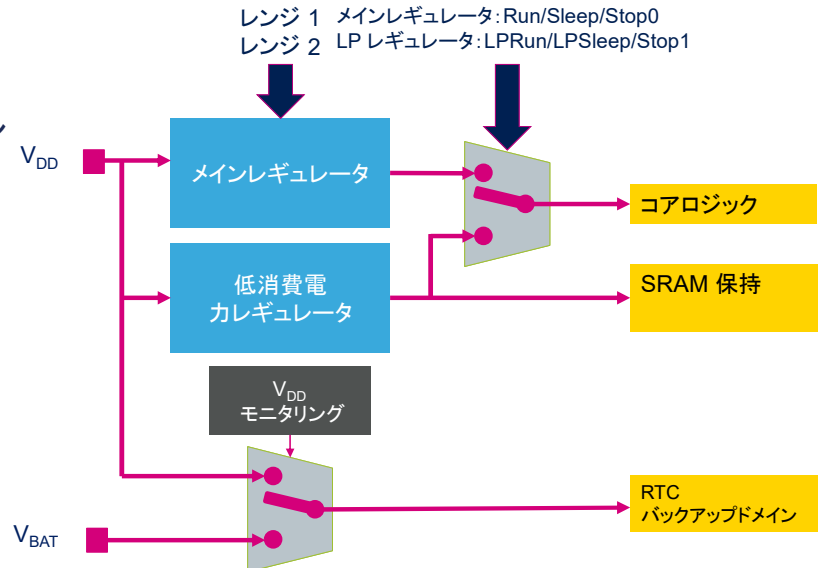 レンジ 1 メインレギュレータ:Run/Sleep/Stop0
レンジ 2 LP レギュレータ:LPRun/LPSleep/Stop1
ン
VDD
メインレギュレータ
コアロジック
低消費電
力レギュレータ
SRAM 保持
VDD
モニタリング
RTC
バックアップドメイン
VBAT